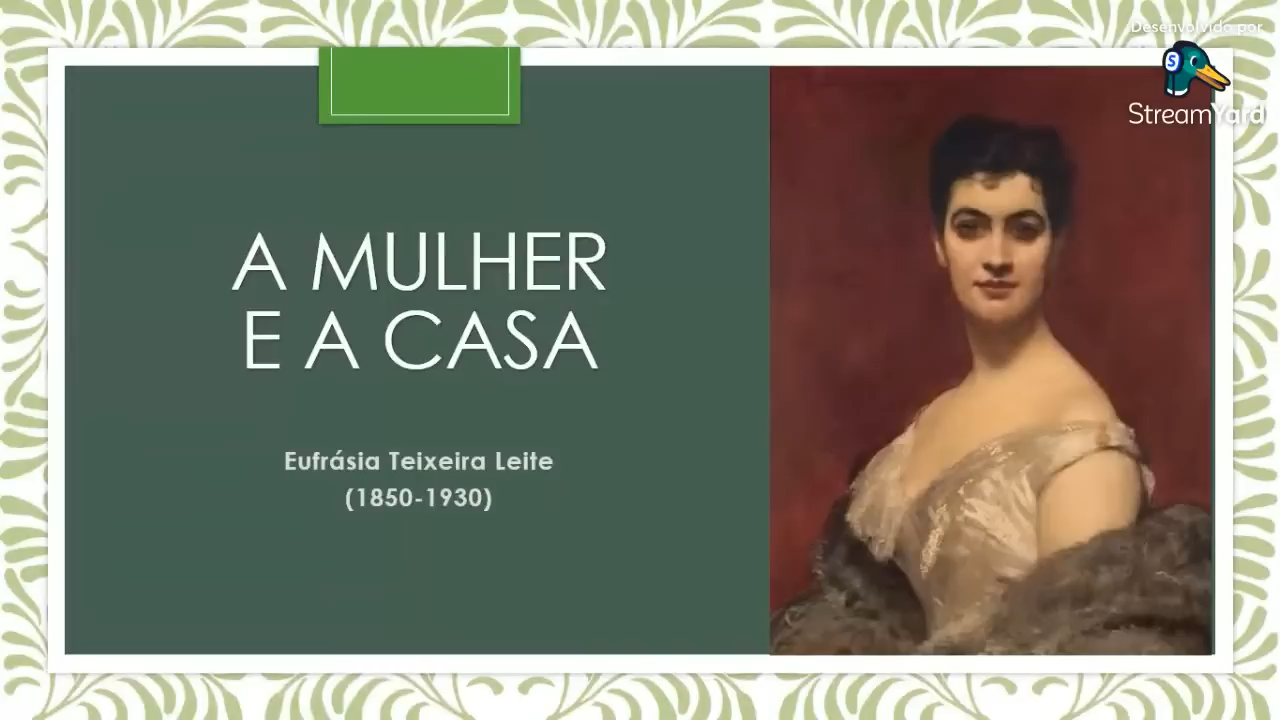 Desenvolvido por
StreamYard
A MULHER
E A CASA
Eufrásia Teixeira Leite
(1850-1930)